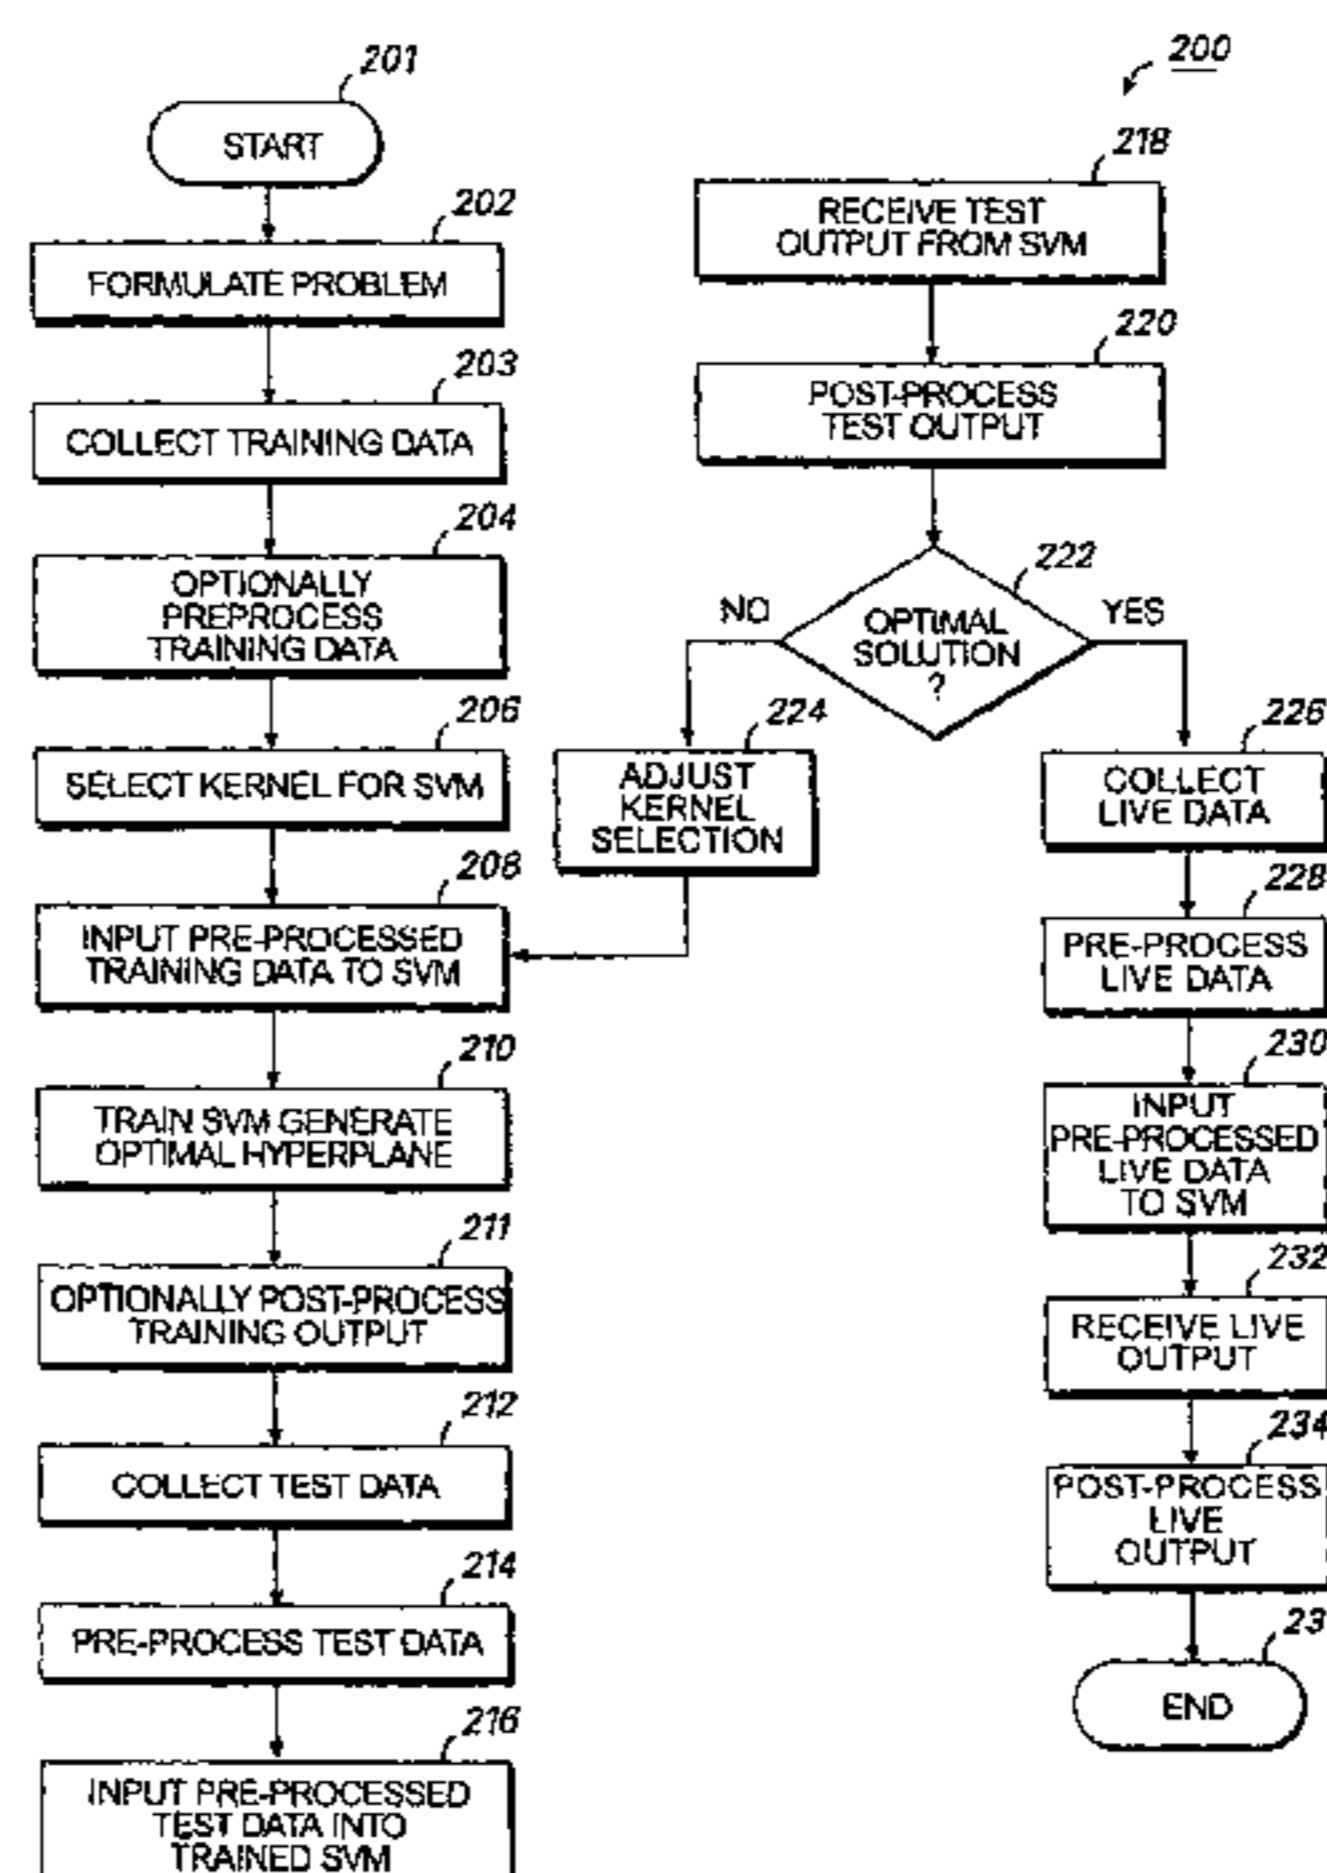 201
START
202
FORMULATE PROBLEM
203
COLLECT TRAINING DATA
204
OPTIONALLY
PREPROCESS
TRAINING DATA
206
SELECT KERNEL FOR SVM
208
INPUT PRE-PROCESSED
TRAINING DATA TO SVM
210
TRAIN SVM GENERATE
OPTIMAL HYPERPLANE
211
OPTIONALLY POST-PROCESS
TRAINING OUTPUT
212
COLLECT TEST DATA
214
PRE-PROCESS TEST DATA
216
INPUT PRE-PROCESSED
TEST DATA INTO
TRAINED SVM
200
218
RECEIVE TEST
OUTPUT FROM SVM
220
POST-PROCESS
TEST OUTPUT
222
OPTIMAL
SOLUTION
?
NO
YES
224
ADJUST
KERNEL
SELECTION
226
COLLECT
LIVE DATA
228
PRE-PROCESS
LIVE DATA
230
INPUT
PRE-PROCESSED
LIVE DATA
TO SVM
232
RECEIVE LIVE
OUTPUT
234
POST-PROCESS
LIVE
OUTPUT
23
END